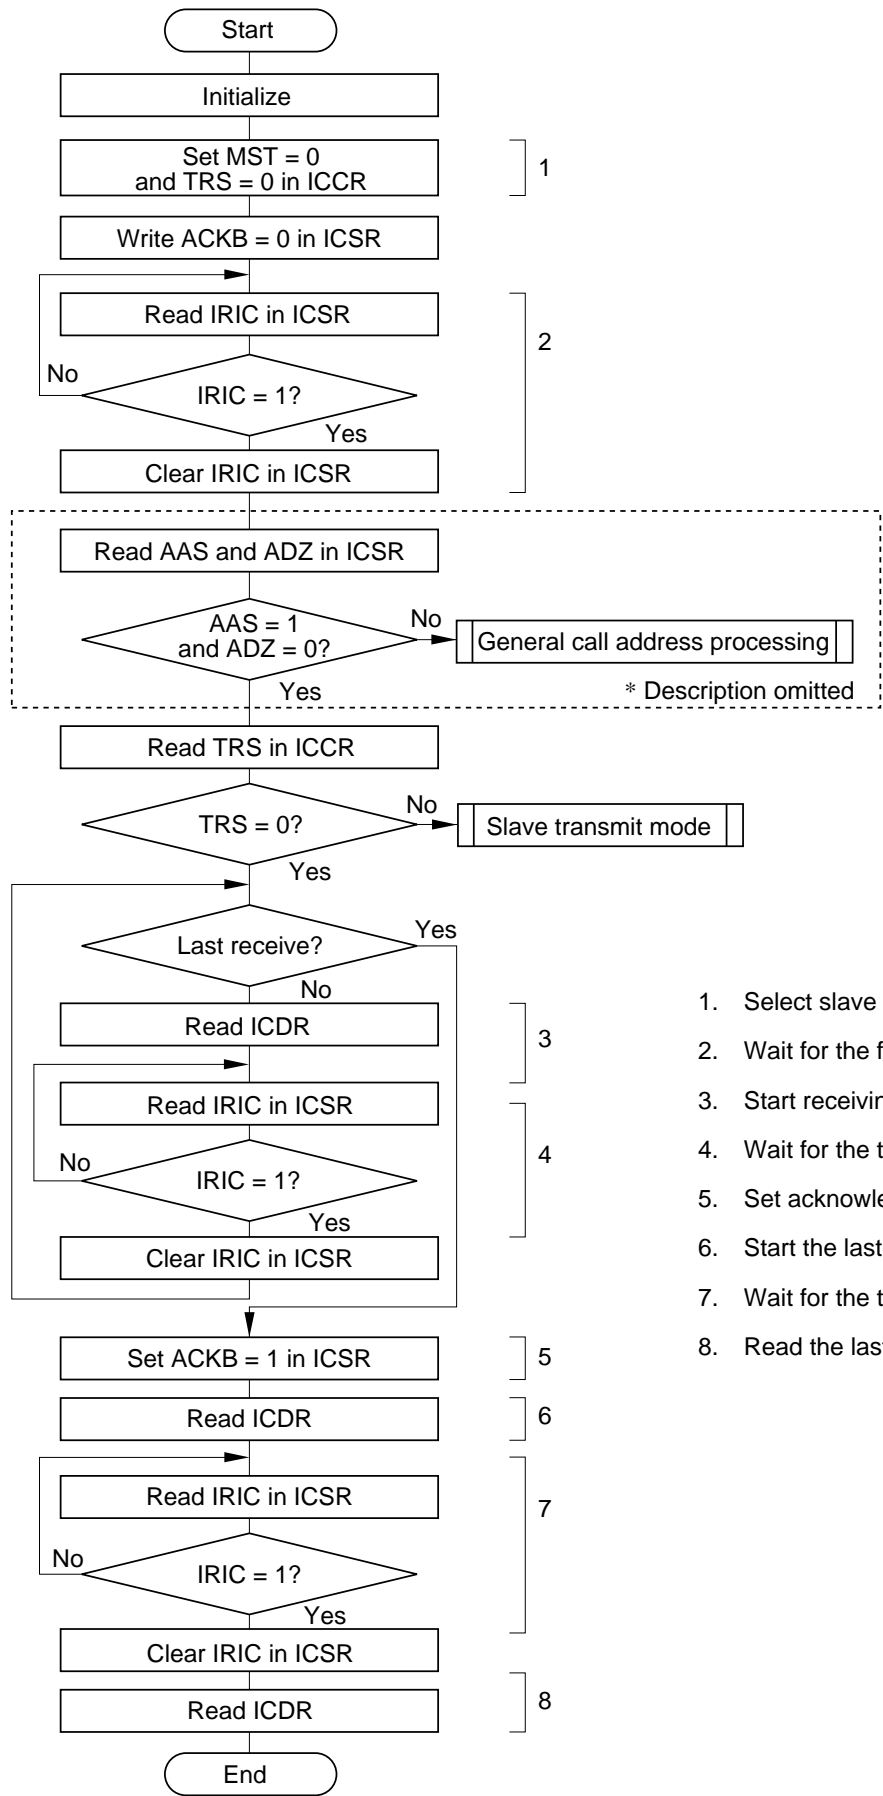 Start
Initialize
Set MST = 0
and TRS = 0 in ICCR
1
Write ACKB = 0 in ICSR
Read IRIC in ICSR
2
No
IRIC = 1?
Yes
Clear IRIC in ICSR
Read AAS and ADZ in ICSR
AAS = 1
and ADZ = 0?
No
General call address processing
Yes
* Description omitted
Read TRS in ICCR
TRS = 0?
No
Slave transmit mode
Yes
Last receive?
Yes
No
Read ICDR
3
Read IRIC in ICSR
4
No
IRIC = 1?
Yes
Clear IRIC in ICSR
Set ACKB = 1 in ICSR
5
Read ICDR
6
Read IRIC in ICSR
7
No
IRIC = 1?
Yes
Clear IRIC in ICSR
Read ICDR
8
End
1. Select slave
2. Wait for the
3. Start
4. Wait for the
5. Set
6. Start the last
7. Wait for the
8. Read the